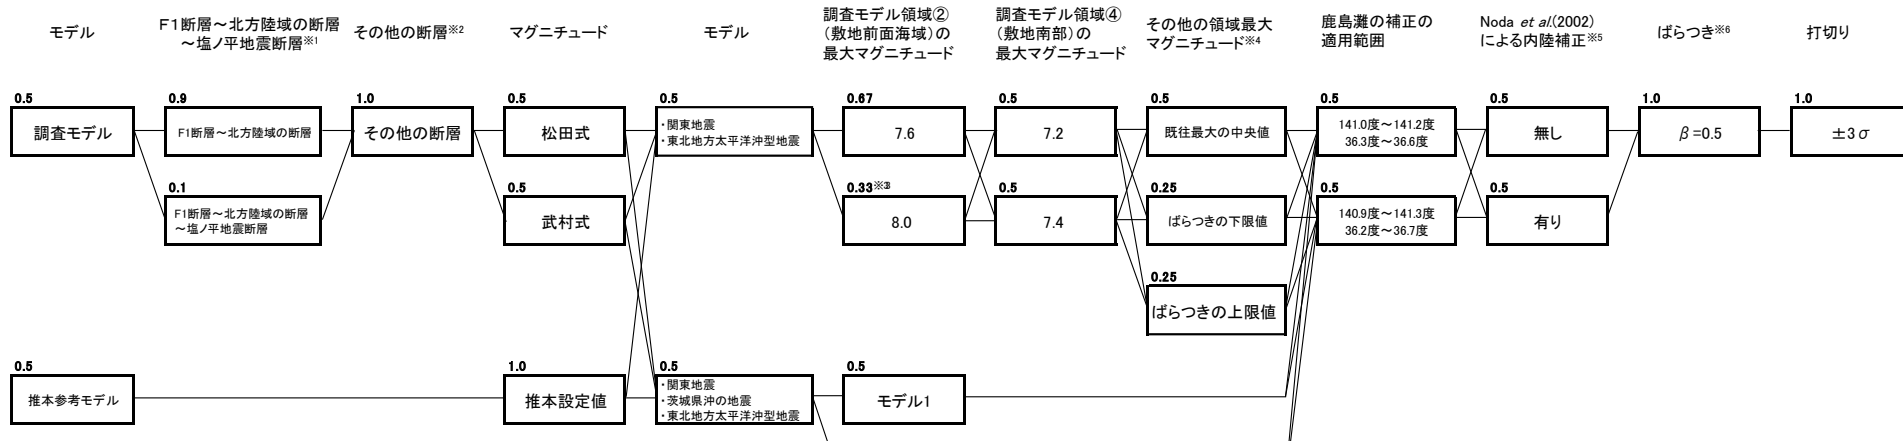 モデル
F1断層～北方陸域の断層
～塩ノ平地震断層※1
その他の断層※2
マグニチュード
モデル
調査モデル領域②
(敷地前面海域)の
最大マグニチュード
調査モデル領域④
(敷地南部)の
最大マグニチュード
その他の領域最大
マグニチュード※4
鹿島灘の補正の
適用範囲
Noda et al.(2002)
による内陸補正※5
ばらつき※6
打切り
0.5
調査モデル
0.9
F1断層～北方陸域の断層
1.0
その他の断層
0.5
松田式
0.5
・関東地震
・東北地方太平洋沖型地震
0.67
7.6
0.5
7.2
0.5
既往最大の中央値
0.5
141.0度～141.2度
36.3度～36.6度
0.5
無し
1.0
β=0.5
1.0
±3σ
0.1
F1断層～北方陸域の断層
～塩ノ平地震断層
0.5
武村式
0.33※3
8.0
0.5
7.4
0.25
ばらつきの下限値
0.5
140.9度～141.3度
36.2度～36.7度
0.5
有り
0.25
ばらつきの上限値
0.5
推本参考モデル
1.0
推本設定値
0.5
・関東地震
・茨城県沖の地震
・東北地方太平洋沖型地震
0.5
モデル1